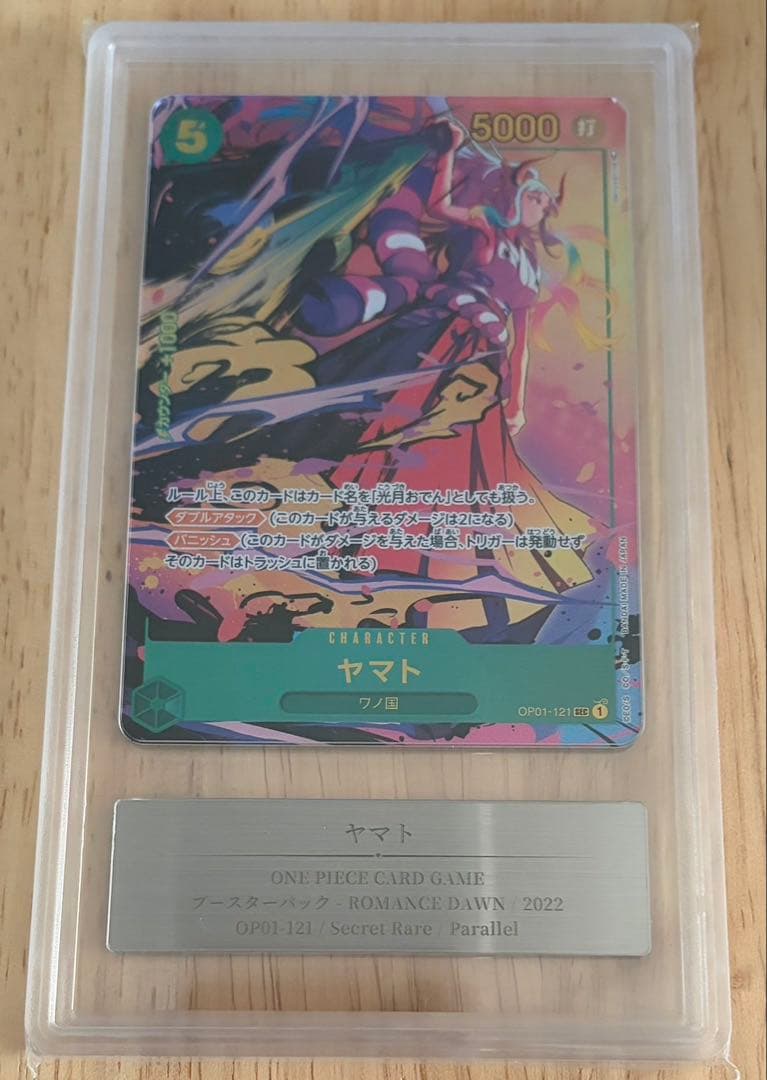 5
5000 打
カウンター+1000
ルール上、このカードはカード名を「光月おでん」としても扱う。
ダブルアタック (このカードが与えるダメージは2になる)
バニッシュ (このカードがダメージを与えた場合、トリガーは発動せず
そのカードはトラッシュに置かれる)
BANDAI MADE IN JAPAN
CHARACTER
ヤマト
ワノ国
OP01-121 SEC 1
ヤマト
ONE PIECE CARD GAME
ブースターパック - ROMANCE DAWN / 2022
OP01-121 / Secret Rare / Parallel